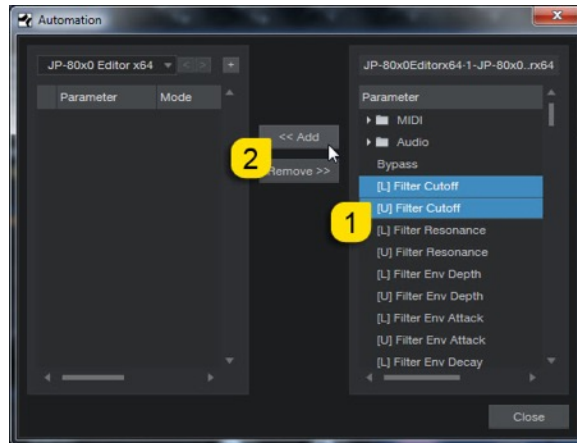 Automation
JP-80x0 Editor x64
< >
+
Parameter Mode
<< Add
2
Remove >>
JP-80x0Editorx64-1-JP-80x0..rx64
Parameter
MIDI
Audio
Bypass
[L] Filter Cutoff
[U] Filter Cutoff
1
[L] Filter Resonance
[U] Filter Resonance
[L] Filter Env Depth
[U] Filter Env Depth
[L] Filter Env Attack
[U] Filter Env Attack
[L] Filter Env Decay
Close